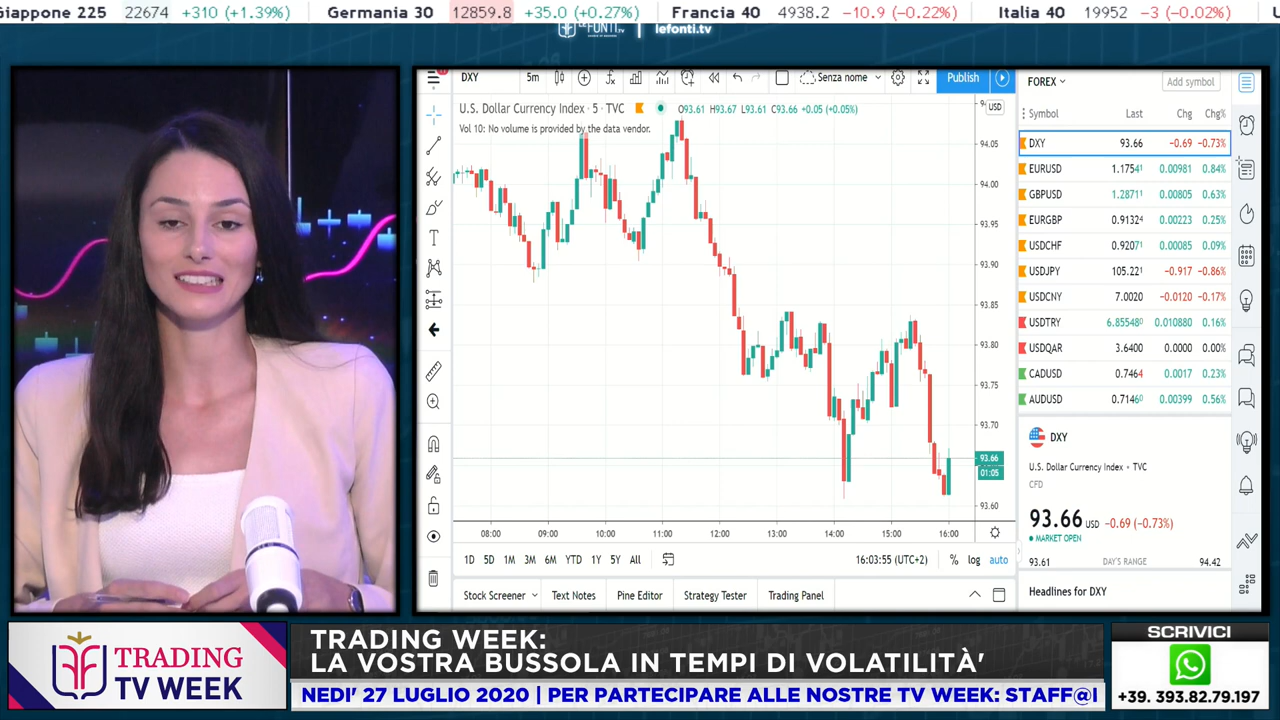 Giappone 225 22674 +310 (+1.39%) Germania 30 12859.8 +35.0 (+0.27%) Francia 40 4938.2 −10.9 (−0.22%) Italia 40 19952 −3 (−0.02%)
LE FONTI.TV lefonti.tv
DXY 5m Senza nome Publish
U.S. Dollar Currency Index · 5 · TVC O93.61 H93.67 L93.61 C93.66 +0.05 (+0.05%)
Vol 10: No volume is provided by the data vendor.
USD
94.05
94.00
93.95
93.90
93.85
93.80
93.75
93.70
93.66
01:05
93.60
08:00 09:00 10:00 11:00 12:00 13:00 14:00 15:00 16:00
1D 5D 1M 3M 6M YTD 1Y 5Y All 16:03:55 (UTC+2) % log auto
Stock Screener Text Notes Pine Editor Strategy Tester Trading Panel
FOREX Add symbol
Symbol Last Chg Chg%
DXY 93.66 −0.69 −0.73%
EURUSD 1.17541 0.00981 0.84%
GBPUSD 1.28711 0.00805 0.63%
EURGBP 0.91324 0.00223 0.25%
USDCHF 0.92071 0.00085 0.09%
USDJPY 105.221 −0.917 −0.86%
USDCNY 7.0020 −0.0120 −0.17%
USDTRY 6.855480 0.010880 0.16%
USDQAR 3.6400 0.0000 0.00%
CADUSD 0.7464 0.0017 0.23%
AUDUSD 0.71460 0.00399 0.56%
DXY
U.S. Dollar Currency Index • TVC
CFD
93.66 USD −0.69 (−0.73%)
MARKET OPEN
93.61 DAY'S RANGE 94.42
Headlines for DXY
TRADING
TV WEEK
TRADING WEEK:
LA VOSTRA BUSSOLA IN TEMPI DI VOLATILITÀ'
NEDI' 27 LUGLIO 2020 | PER PARTECIPARE ALLE NOSTRE TV WEEK: STAFF@
SCRIVICI
+39. 393.82.79.197